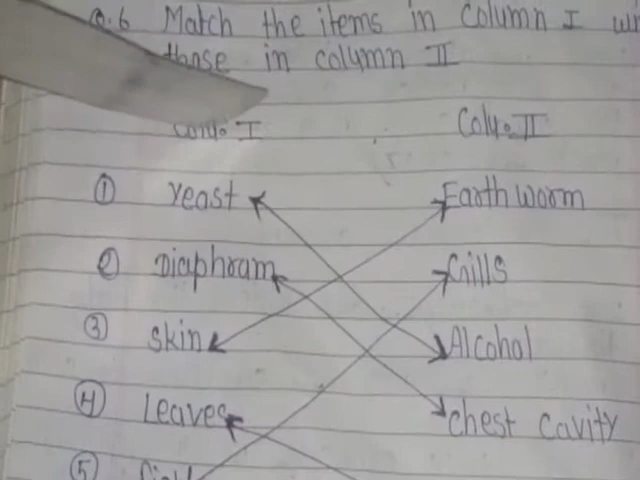 Q.6 Match the items in column I
those in column II
Colu. I Colu. II
① Yeast Earth worm
② Diaphram Gills
③ Skin Alcohol
④ Leaves chest cavity
⑤